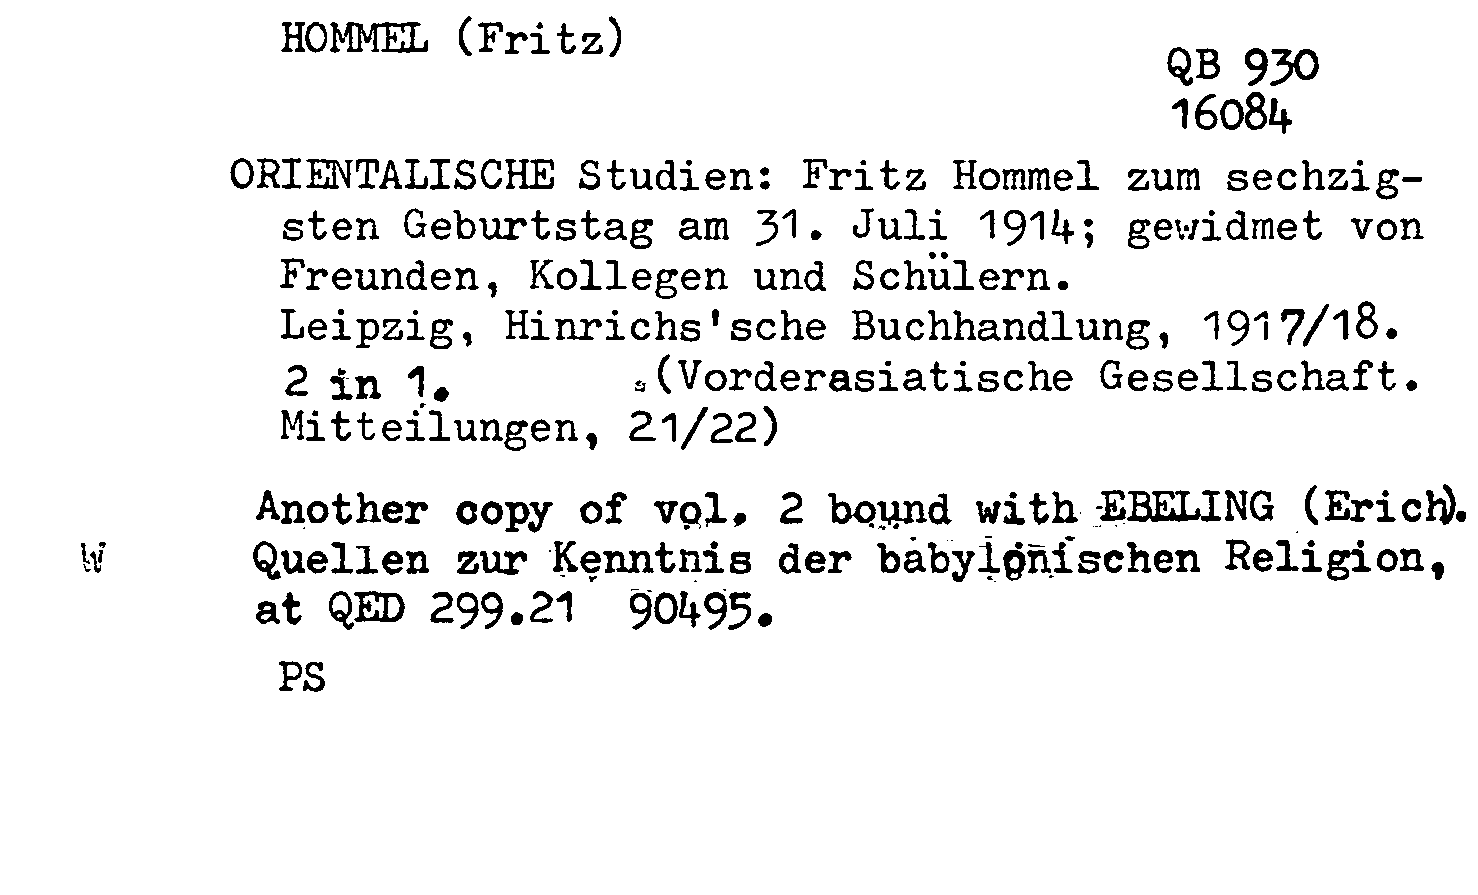 HOMMEL (Fritz)
QB 930
16084
ORIENTALISCHE Studien: Fritz Hommel zum sechzig-
sten Geburtstag am 31. Juli 1914; gewidmet von
Freunden, Kollegen und Schülern.
Leipzig, Hinrichs'sche Buchhandlung, 1917/18.
2 in 1. (Vorderasiatische Gesellschaft.
Mitteilungen, 21/22)
Another copy of vol. 2 bound with EBELING (Erich).
W Quellen zur Kenntnis der babylonischen Religion,
at QED 299.21 90495.
PS